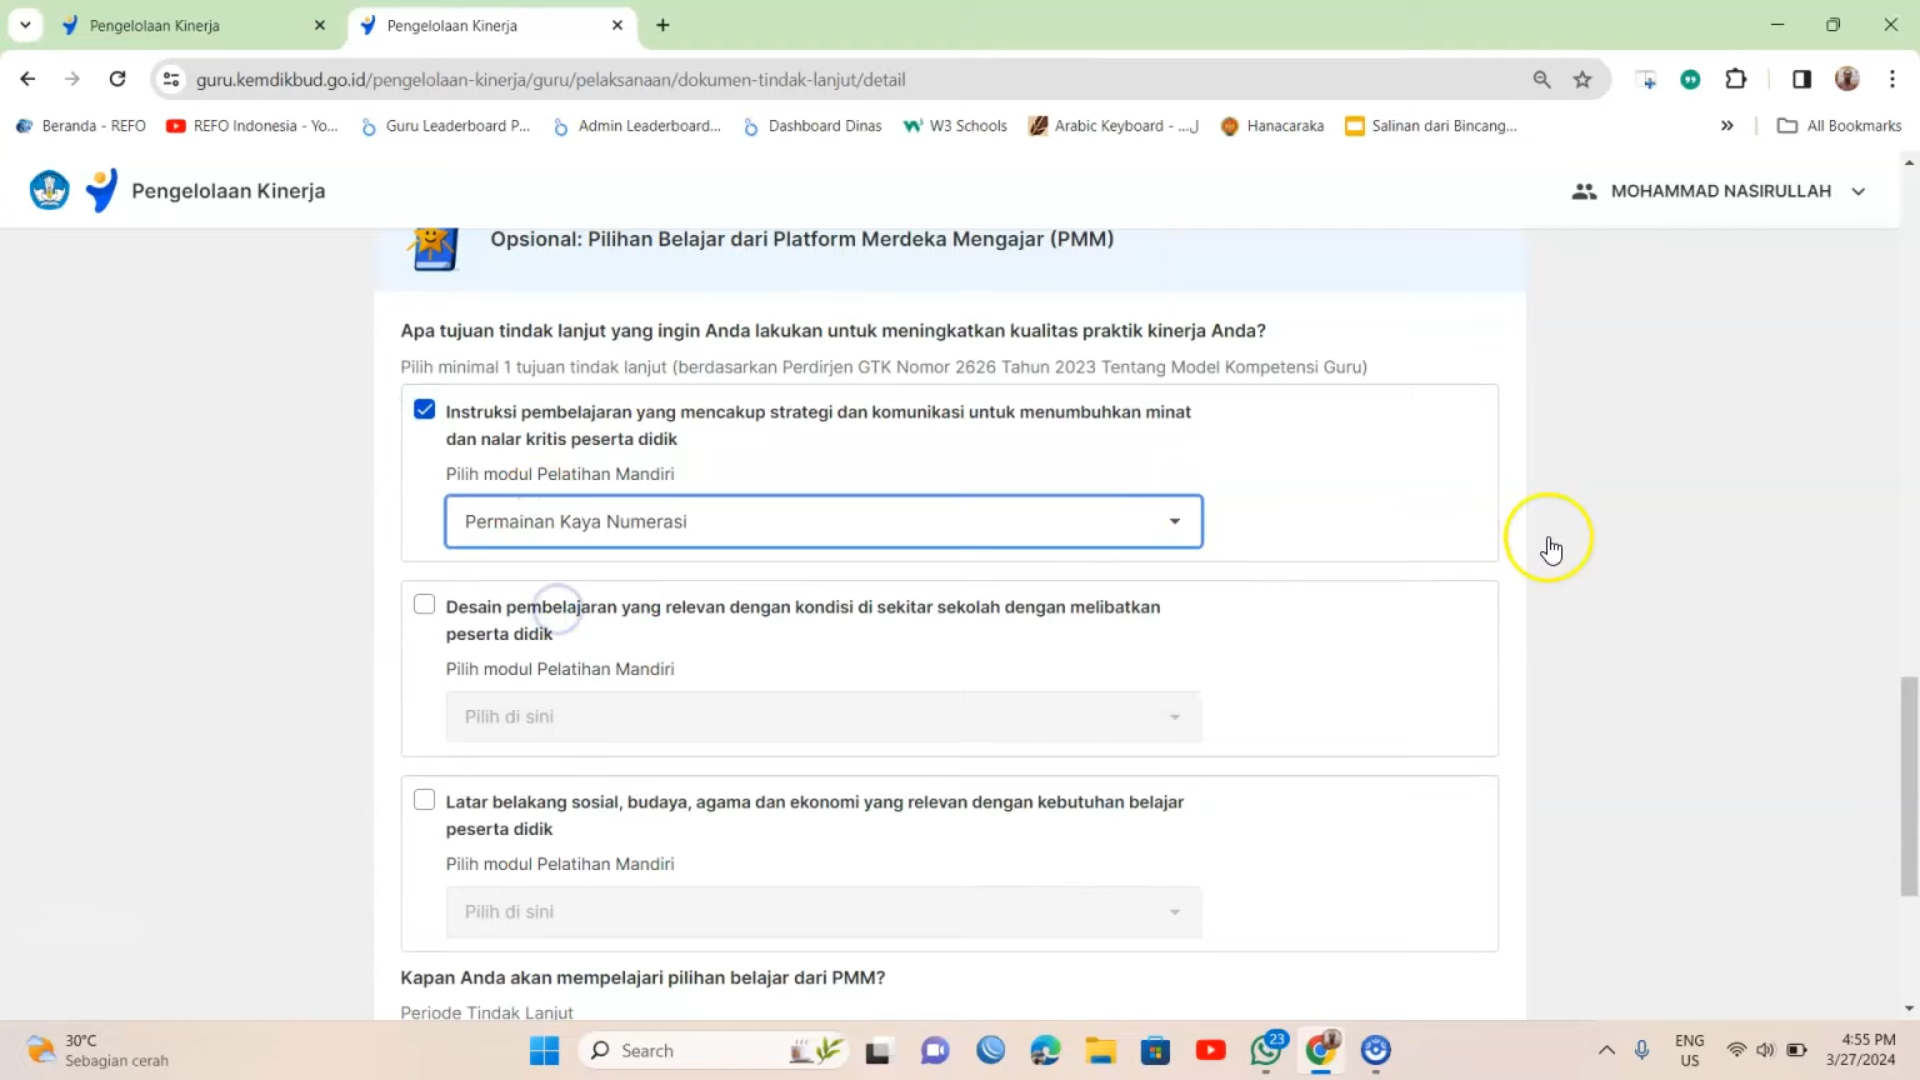 Pengelolaan Kinerja
Pengelolaan Kinerja
guru.kemdikbud.go.id/pengelolaan-kinerja/guru/pelaksanaan/dokumen-tindak-lanjut/detail
Beranda - REFO
REFO Indonesia - Yo...
Guru Leaderboard P...
Admin Leaderboard...
Dashboard Dinas
W3 Schools
Arabic Keyboard - ...ل
Hanacaraka
Salinan dari Bincang...
All Bookmarks
Pengelolaan Kinerja
MOHAMMAD NASIRULLAH
Opsional: Pilihan Belajar dari Platform Merdeka Mengajar (PMM)
Apa tujuan tindak lanjut yang ingin Anda lakukan untuk meningkatkan kualitas praktik kinerja Anda?
Pilih minimal 1 tujuan tindak lanjut (berdasarkan Perdirjen GTK Nomor 2626 Tahun 2023 Tentang Model Kompetensi Guru)
Instruksi pembelajaran yang mencakup strategi dan komunikasi untuk menumbuhkan minat
dan nalar kritis peserta didik
Pilih modul Pelatihan Mandiri
Permainan Kaya Numerasi
Desain pembelajaran yang relevan dengan kondisi di sekitar sekolah dengan melibatkan
peserta didik
Pilih modul Pelatihan Mandiri
Pilih di sini
Latar belakang sosial, budaya, agama dan ekonomi yang relevan dengan kebutuhan belajar
peserta didik
Pilih modul Pelatihan Mandiri
Pilih di sini
Kapan Anda akan mempelajari pilihan belajar dari PMM?
Periode Tindak Lanjut
30°C
Sebagian cerah
Search
23
ENG
US
4:55 PM
3/27/2024